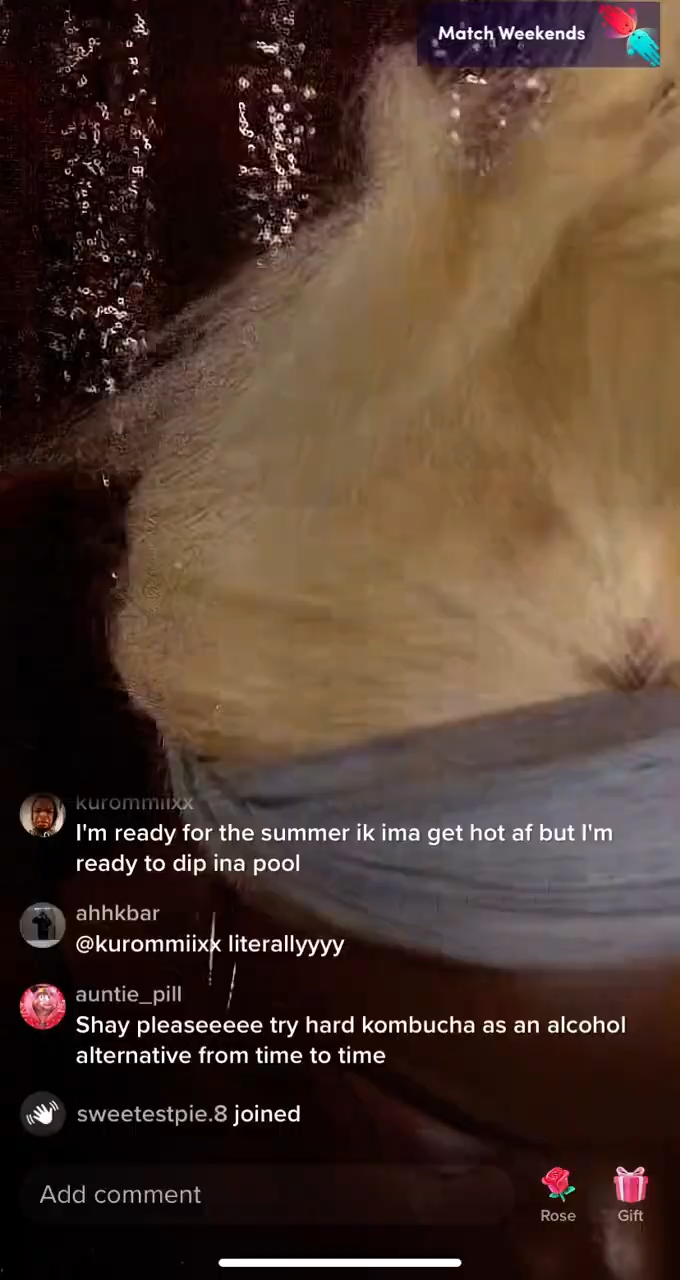 Match Weekends
kurommiixx
I'm ready for the summer ik ima get hot af but I'm
ready to dip ina pool
ahhkbar
@kurommiixx literallyyyy
auntie_pill
Shay pleaseeeee try hard kombucha as an alcohol
alternative from time to time
sweetestpie.8 joined
Add comment
Rose
Gift